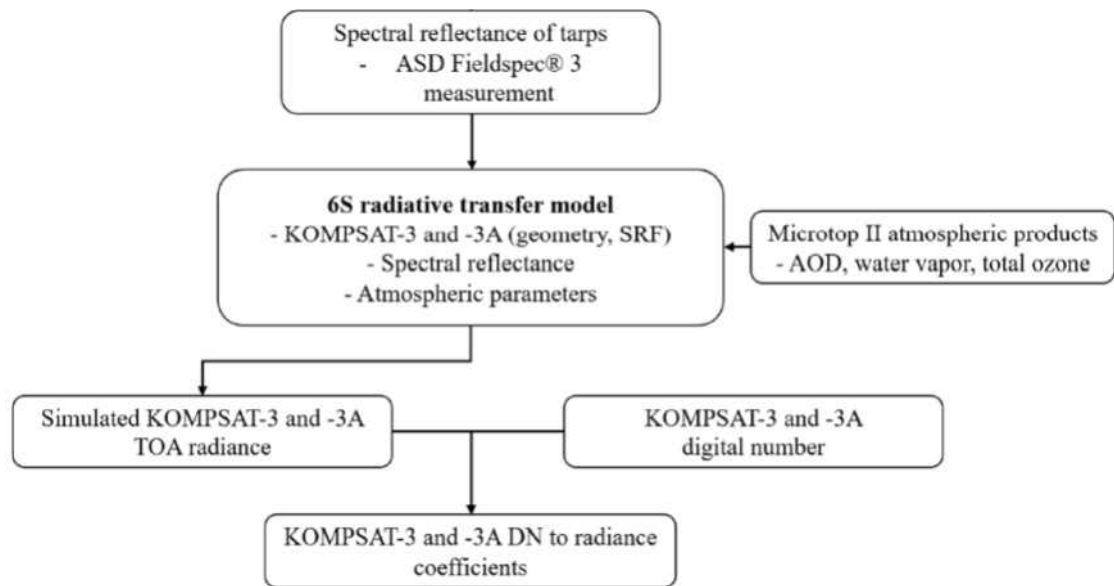 Spectral reflectance of tarps
- ASD Fieldspec® 3
measurement
6S radiative transfer model
- KOMPSAT-3 and -3A (geometry, SRF)
- Spectral reflectance
- Atmospheric parameters
Microtop II atmospheric products
- AOD, water vapor, total ozone
Simulated KOMPSAT-3 and -3A
TOA radiance
KOMPSAT-3 and -3A
digital number
KOMPSAT-3 and -3A DN to radiance
coefficients